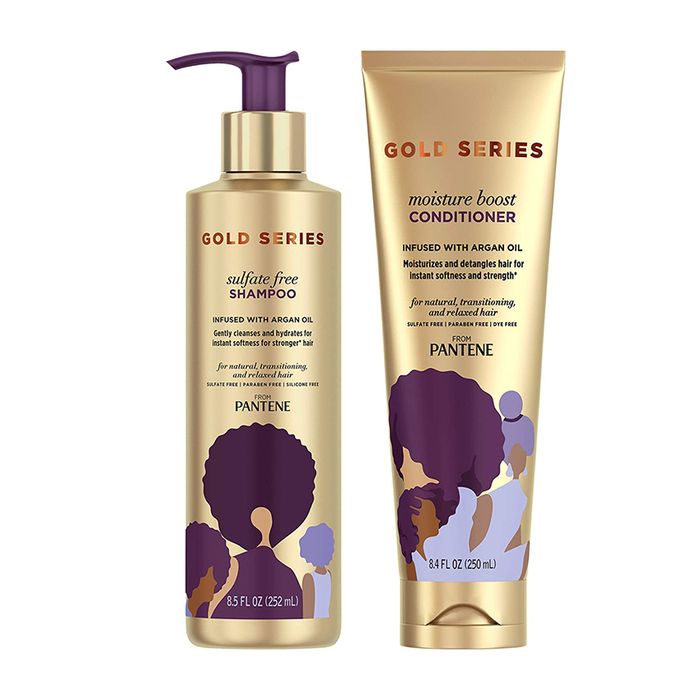 GOLD SERIES
sulfate free
SHAMPOO
INFUSED WITH ARGAN OIL
Gently cleanses and hydrates for
instant softness for stronger* hair
for natural, transitioning,
and relaxed hair
SULFATE FREE | PARABEN FREE | SILICONE FREE
FROM
PANTENE
8.5 FL OZ (252 mL)
GOLD SERIES
moisture boost
CONDITIONER
INFUSED WITH ARGAN OIL
Moisturizes and detangles hair for
instant softness and strength*
for natural, transitioning,
and relaxed hair
SULFATE FREE | PARABEN FREE | DYE FREE
FROM
PANTENE
8.4 FL OZ (250 mL)